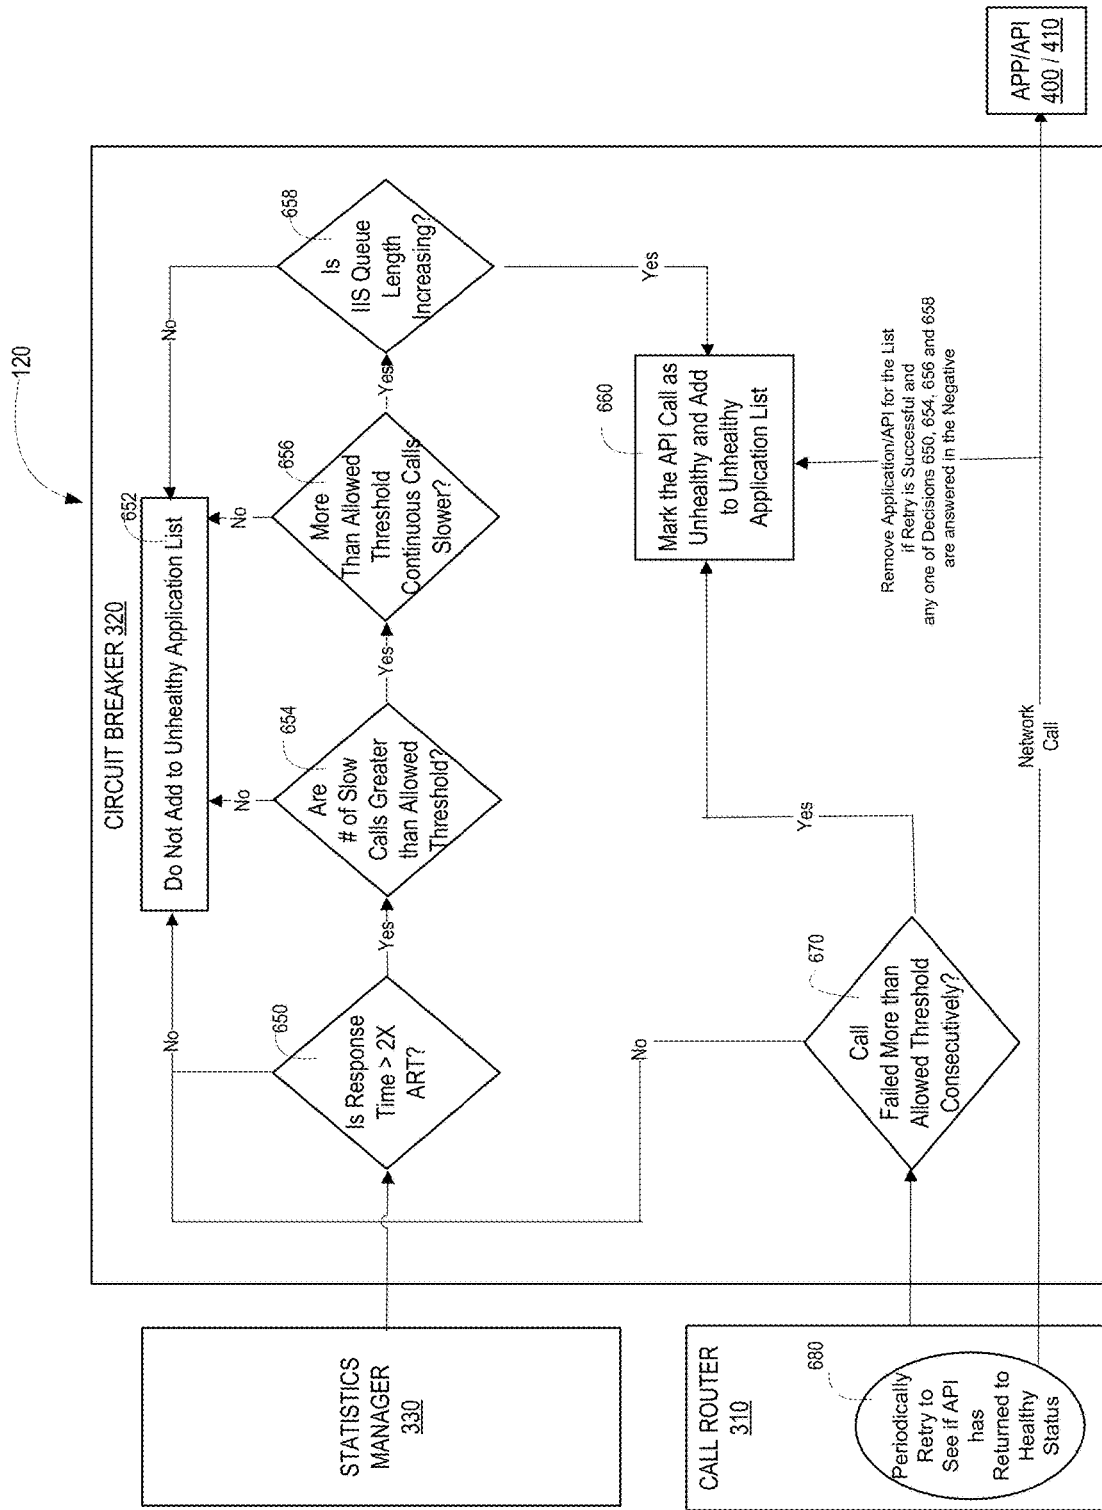 120
CIRCUIT BREAKER 320
652
Do Not Add to Unhealthy Application List
No
No
No
No
650
Is Response
Time > 2X
ART?
Yes
654
Are
# of Slow
Calls Greater
than Allowed
Threshold?
Yes
656
More
Than Allowed
Threshold
Continuous Calls
Slower?
Yes
658
Is
IIS Queue
Length
Increasing?
Yes
STATISTICS
MANAGER
330
660
Mark the API Call as
Unhealthy and Add
to Unhealthy
Application List
No
670
Call
Failed More than
Allowed Threshold
Consecutively?
Yes
Remove Application/API for the List
if Retry is Successful and
any one of Decisions 650, 654, 656 and 658
are answered in the Negative
CALL ROUTER
310
680
Periodically
Retry to
See if API
has
Returned to
Healthy
Status
Network
Call
APP/API
400 / 410